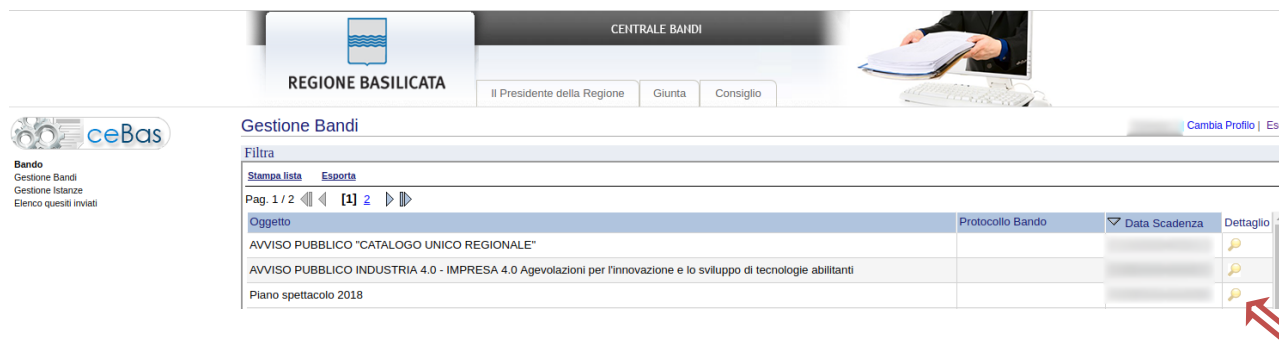 CENTRALE BANDI
REGIONE BASILICATA
Il Presidente della Regione Giunta Consiglio
ceBas
Gestione Bandi
Cambia Profilo | Es
Bando
Gestione Bandi
Gestione Istanze
Elenco quesiti inviati
Filtra
Stampa lista Esporta
Pag. 1 / 2 [1] 2
Oggetto Protocollo Bando Data Scadenza Dettaglio
AVVISO PUBBLICO "CATALOGO UNICO REGIONALE"
AVVISO PUBBLICO INDUSTRIA 4.0 - IMPRESA 4.0 Agevolazioni per l'innovazione e lo sviluppo di tecnologie abilitanti
Piano spettacolo 2018